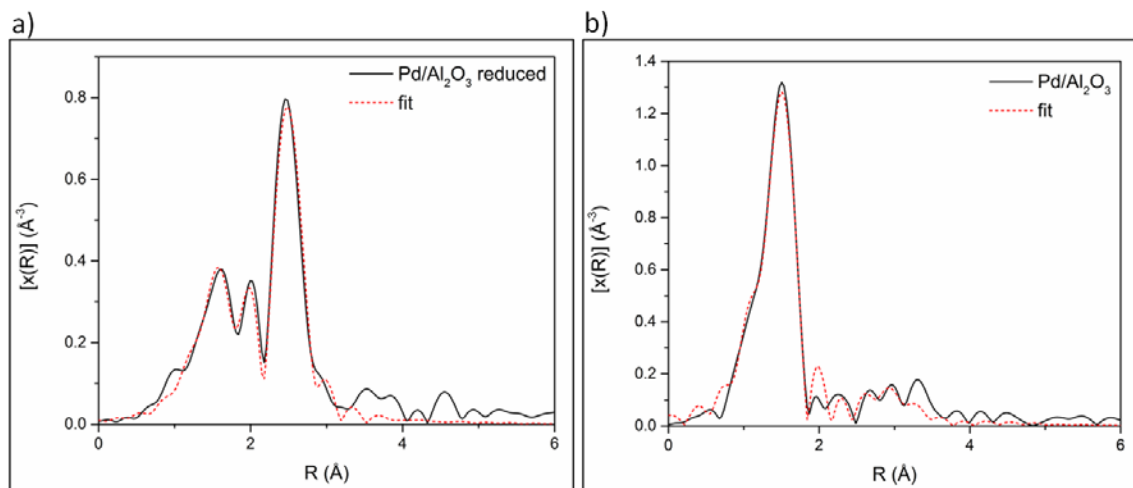 a)
Pd/Al₂O₃ reduced
fit
[x(R)] (Å⁻³)
0.8
0.6
0.4
0.2
0.0
0 2 4 6
R (Å)
b)
Pd/Al₂O₃
fit
[x(R)] (Å⁻³)
1.4
1.2
1.0
0.8
0.6
0.4
0.2
0.0
0 2 4 6
R (Å)